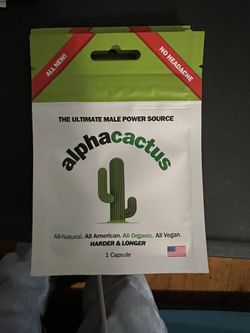 ALL NEW!
NO HEADACHE
THE ULTIMATE MALE POWER SOURCE
alphacactus
All-Natural. All American. All Organic. All Vegan.
HARDER & LONGER
1 Capsule